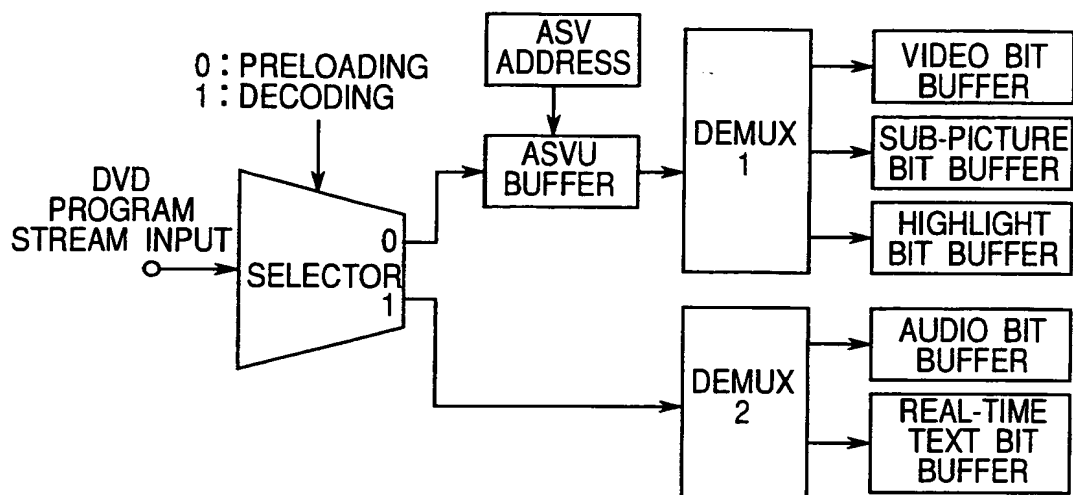 0 : PRELOADING
1 : DECODING
DVD
PROGRAM
STREAM INPUT
SELECTOR
0
1
ASV
ADDRESS
ASVU
BUFFER
DEMUX
1
VIDEO BIT
BUFFER
SUB-PICTURE
BIT BUFFER
HIGHLIGHT
BIT BUFFER
DEMUX
2
AUDIO BIT
BUFFER
REAL-TIME
TEXT BIT
BUFFER